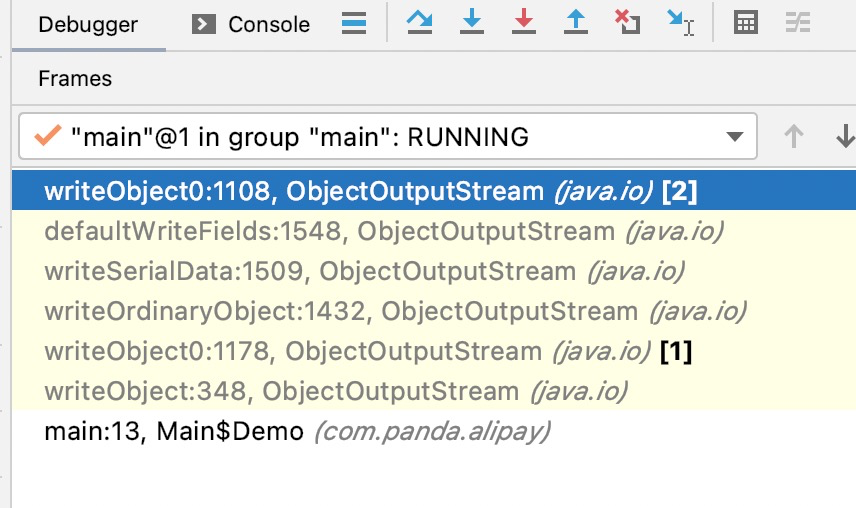 Debugger Console
Frames
"main"@1 in group "main": RUNNING
writeObject0:1108, ObjectOutputStream (java.io) [2]
defaultWriteFields:1548, ObjectOutputStream (java.io)
writeSerialData:1509, ObjectOutputStream (java.io)
writeOrdinaryObject:1432, ObjectOutputStream (java.io)
writeObject0:1178, ObjectOutputStream (java.io) [1]
writeObject:348, ObjectOutputStream (java.io)
main:13, Main$Demo (com.panda.alipay)